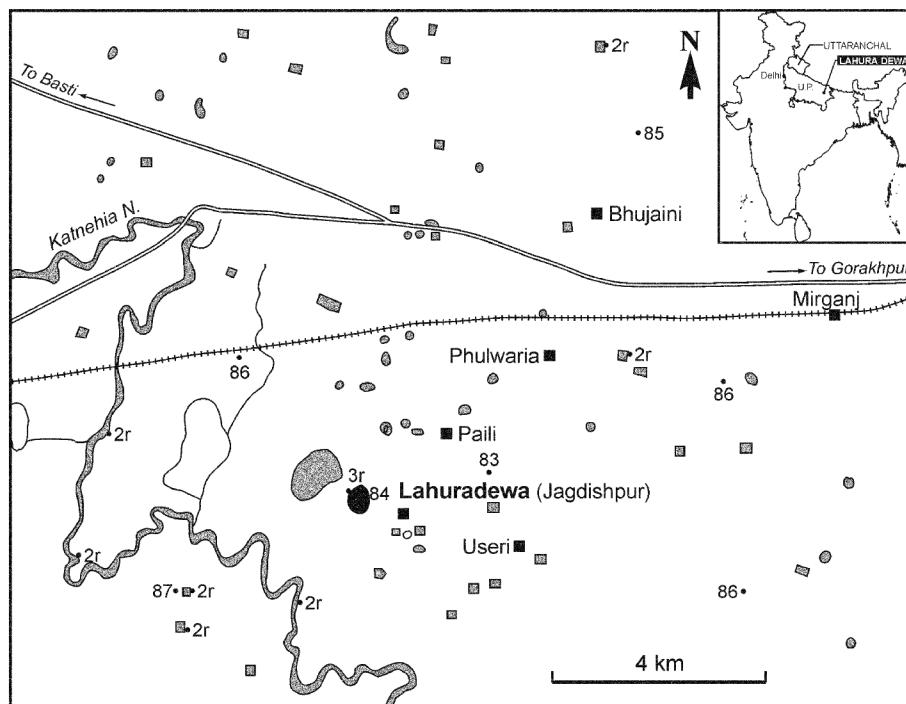 2r
N
UTTARANCHAL
LAHURA DEWA
Delhi
U.P.
To Basti
85
Katnehia N.
Bhujaini
To Gorakhpur
Mirganj
Phulwaria
2r
86
86
2r
Paili
83
3r
84
Lahuradewa (Jagdishpur)
2r
Useri
87
2r
2r
86
2r
4 km